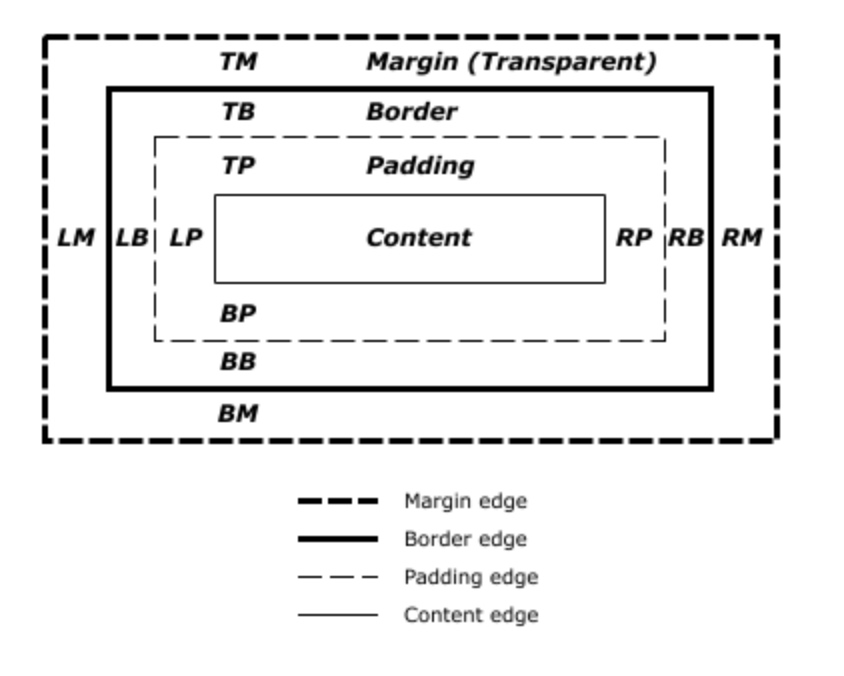 TM Margin (Transparent)
TB Border
TP Padding
LM LB LP Content RP RB RM
BP
BB
BM
Margin edge
Border edge
Padding edge
Content edge